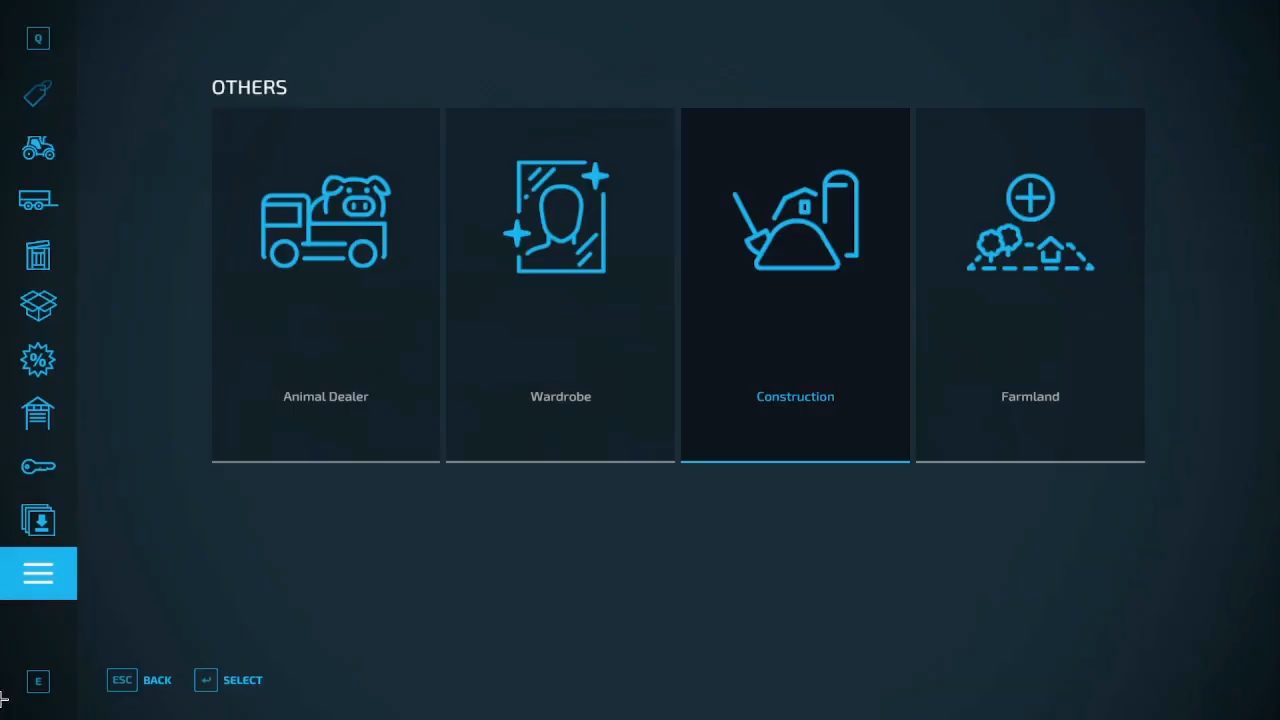 Q
OTHERS
Animal Dealer
Wardrobe
Construction
Farmland
%
E
ESC BACK
SELECT